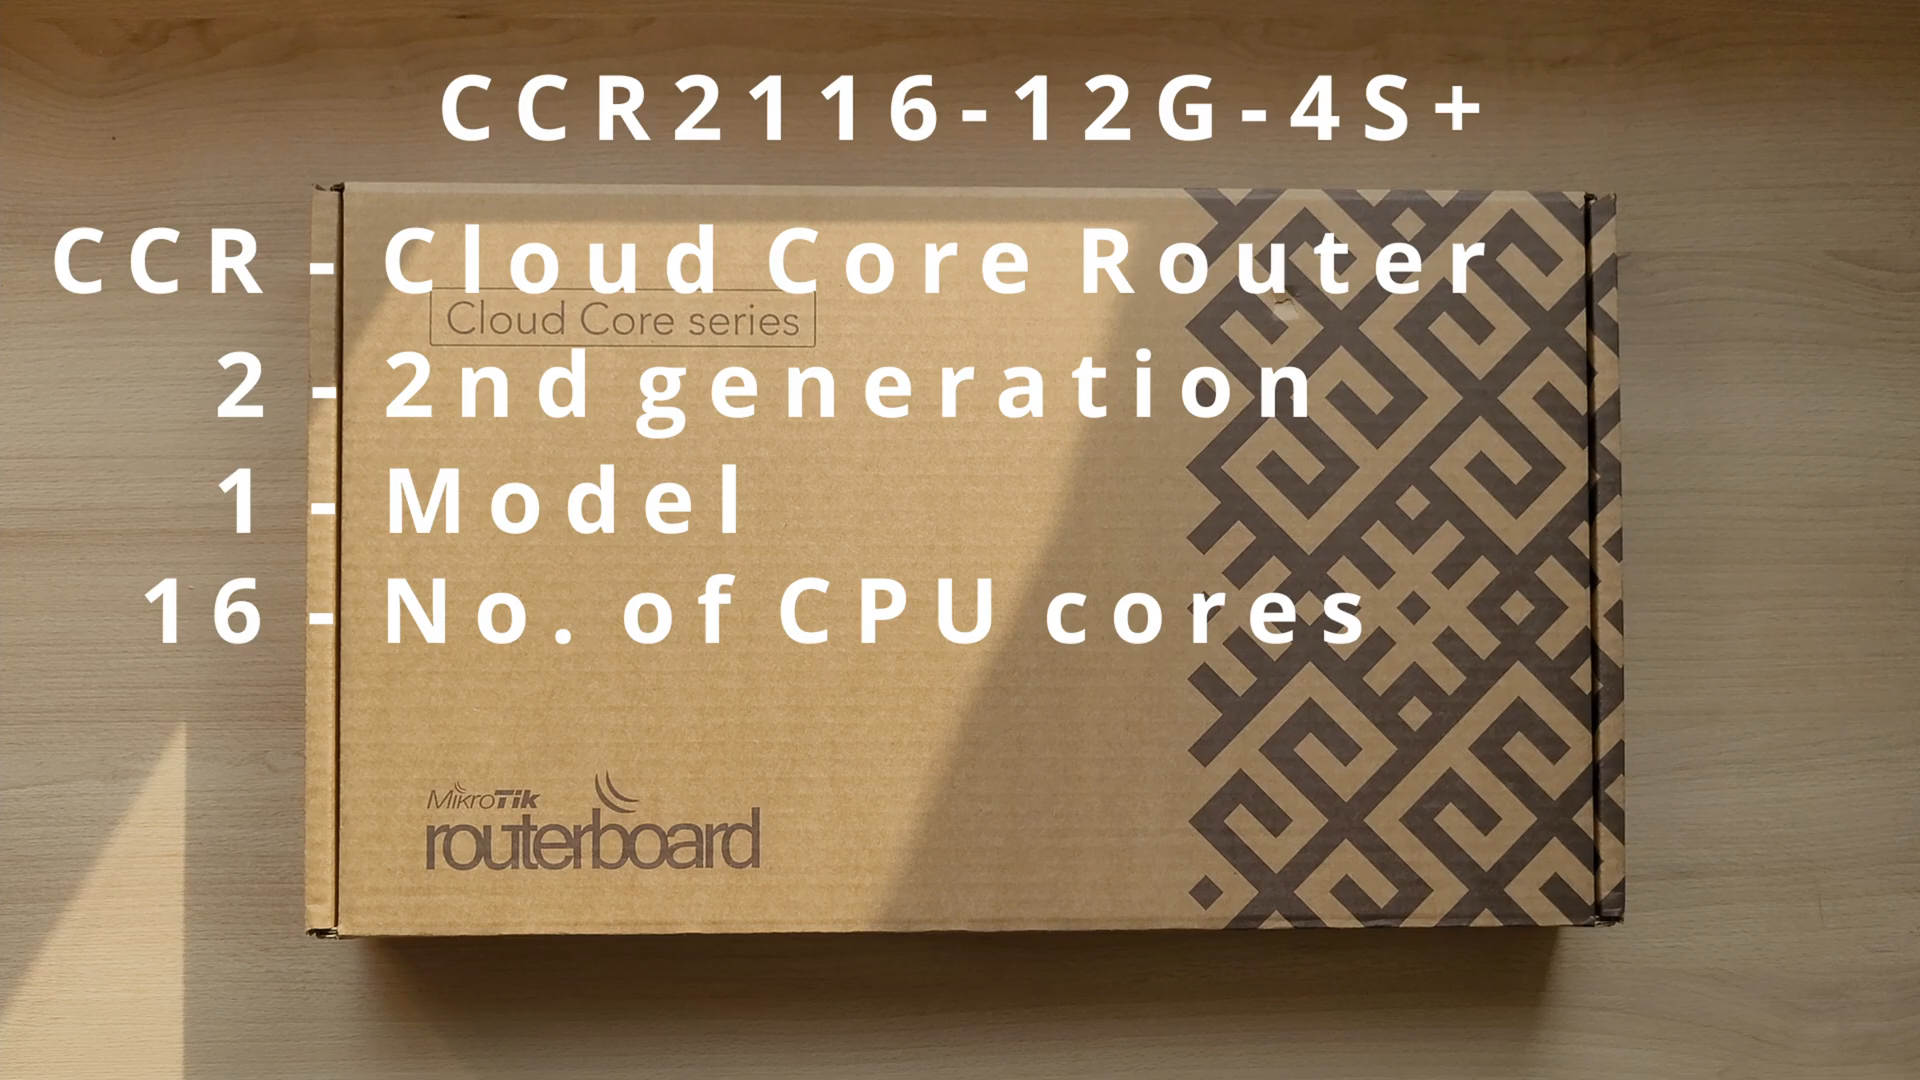 CCR2116-12G-4S+
CCR - Cloud Core Router
Cloud Core series
2 - 2nd generation
1 - Model
16 - No. of CPU cores
MikroTik
routerboard